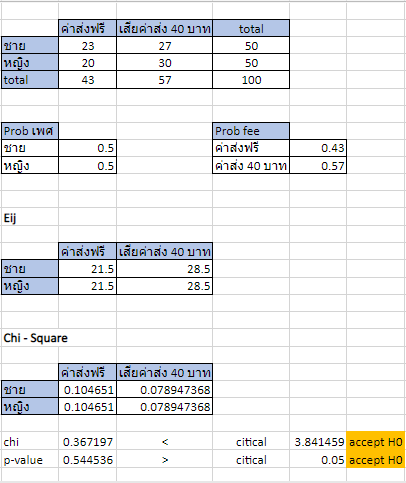 ค่าส่งฟรี เสียค่าส่ง 40 บาท total
ชาย 23 27 50
หญิง 20 30 50
total 43 57 100
Prob เพศ Prob fee
ชาย 0.5 ค่าส่งฟรี 0.43
หญิง 0.5 ค่าส่ง 40 บาท 0.57
Eij
ค่าส่งฟรี เสียค่าส่ง 40 บาท
ชาย 21.5 28.5
หญิง 21.5 28.5
Chi - Square
ค่าส่งฟรี เสียค่าส่ง 40 บาท
ชาย 0.104651 0.078947368
หญิง 0.104651 0.078947368
chi 0.367197 < citical 3.841459 accept H0
p-value 0.544536 > citical 0.05 accept H0